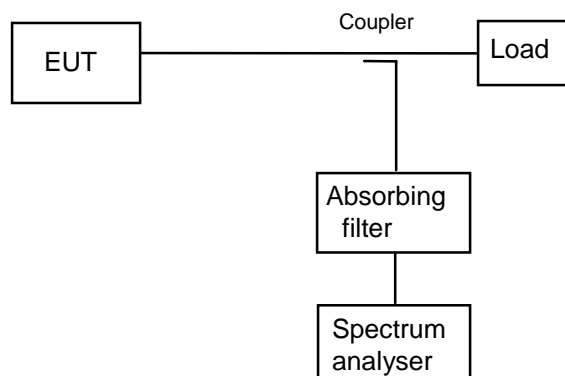 Coupler
EUT
Load
Absorbing
filter
Spectrum
analyser